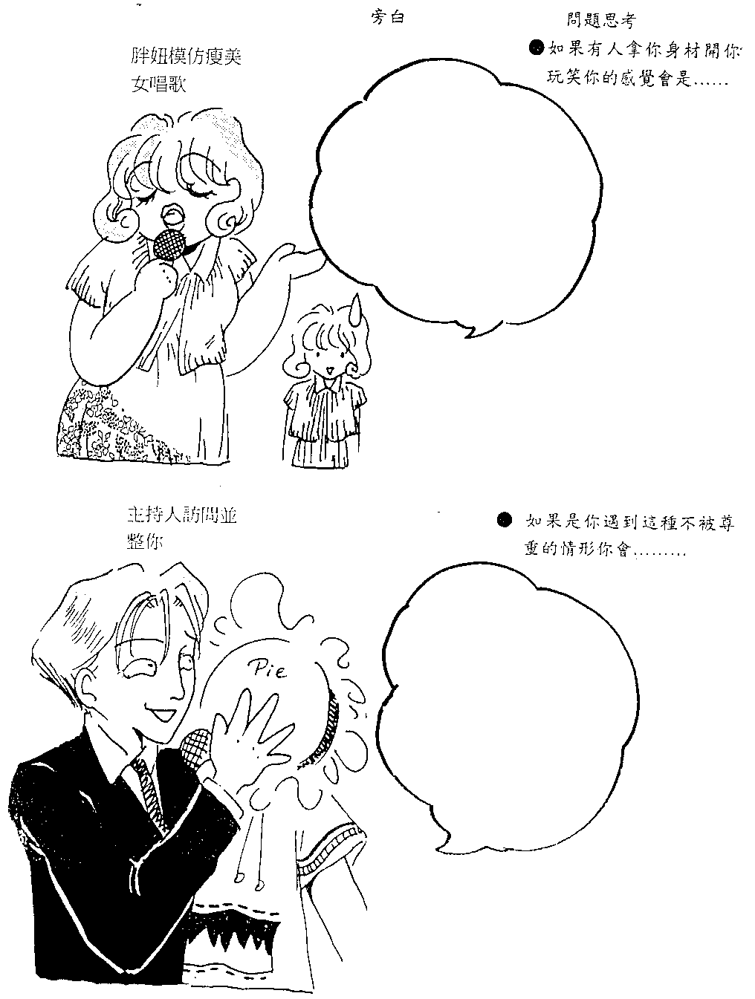 旁白
問題思考
胖妞模仿瘦美
女唱歌
●如果有人拿你身材開你
玩笑你的感覺會是……
主持人訪問並
整你
● 如果是你遇到這種不被尊
重的情形你會………
Pie